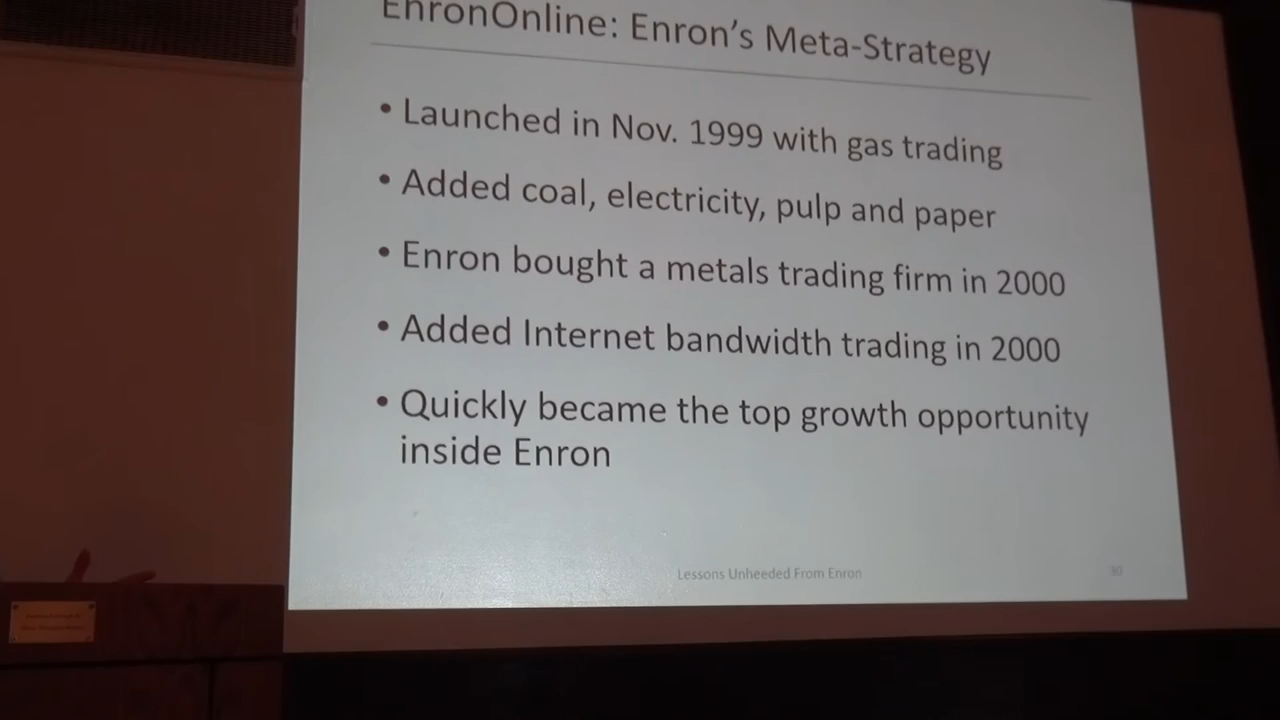 EnronOnline: Enron's Meta-Strategy
• Launched in Nov. 1999 with gas trading
• Added coal, electricity, pulp and paper
• Enron bought a metals trading firm in 2000
• Added Internet bandwidth trading in 2000
• Quickly became the top growth opportunity
inside Enron
Lessons Unheeded From Enron